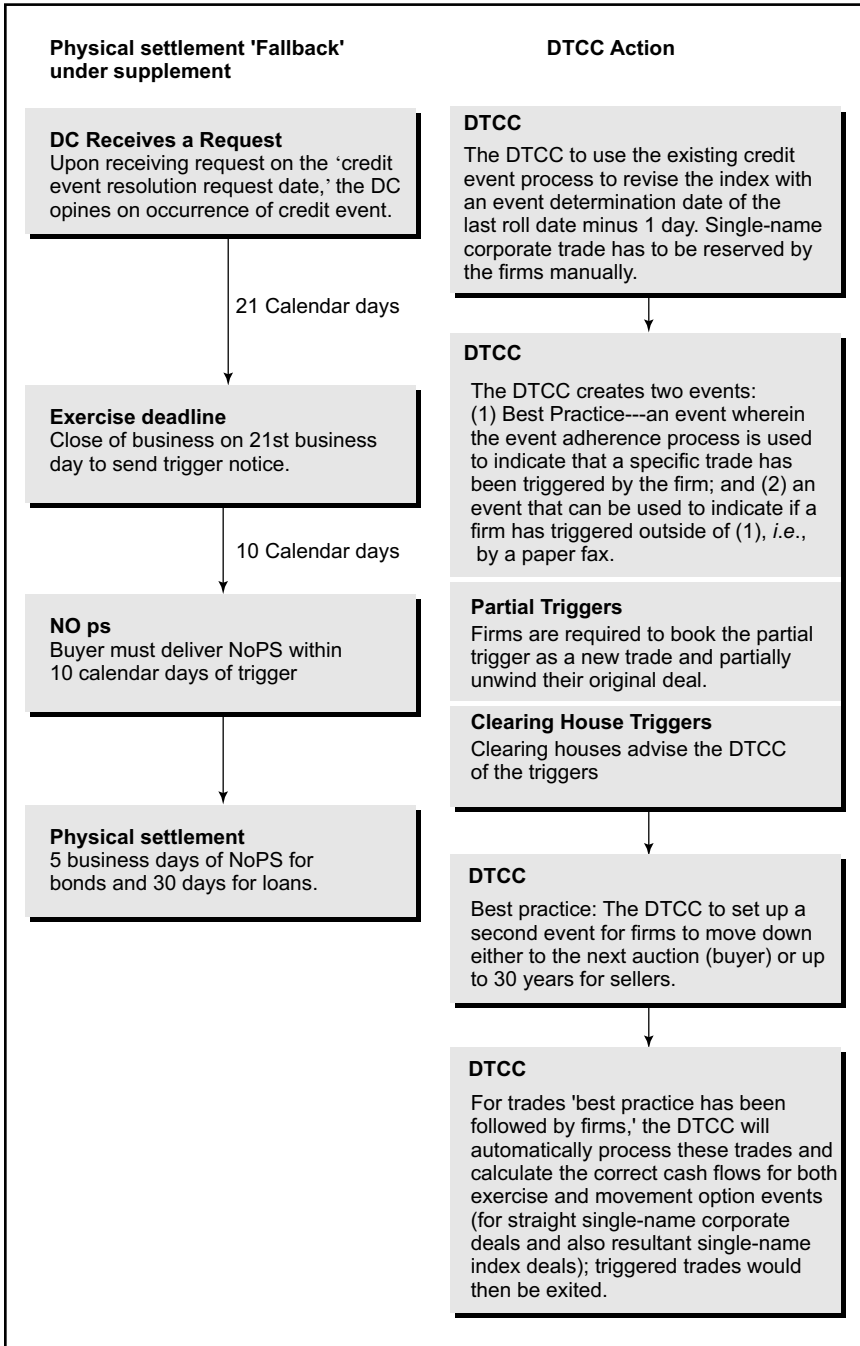 Physical settlement 'Fallback'
under supplement
DC Receives a Request
Upon receiving request on the ‘credit
event resolution request date,’ the DC
opines on occurrence of credit event.
21 Calendar days
Exercise deadline
Close of business on 21st business
day to send trigger notice.
10 Calendar days
NO ps
Buyer must deliver NoPS within
10 calendar days of trigger
Physical settlement
5 business days of NoPS for
bonds and 30 days for loans.
DTCC Action
DTCC
The DTCC to use the existing credit
event process to revise the index with
an event determination date of the
last roll date minus 1 day. Single-name
corporate trade has to be reserved by
the firms manually.
DTCC
The DTCC creates two events:
(1) Best Practice---an event wherein
the event adherence process is used
to indicate that a specific trade has
been triggered by the firm; and (2) an
event that can be used to indicate if a
firm has triggered outside of (1), i.e.,
by a paper fax.
Partial Triggers
Firms are required to book the partial
trigger as a new trade and partially
unwind their original deal.
Clearing House Triggers
Clearing houses advise the DTCC
of the triggers
DTCC
Best practice: The DTCC to set up a
second event for firms to move down
either to the next auction (buyer) or up
to 30 years for sellers.
DTCC
For trades 'best practice has been
followed by firms,' the DTCC will
automatically process these trades and
calculate the correct cash flows for both
exercise and movement option events
(for straight single-name corporate
deals and also resultant single-name
index deals); triggered trades would
then be exited.